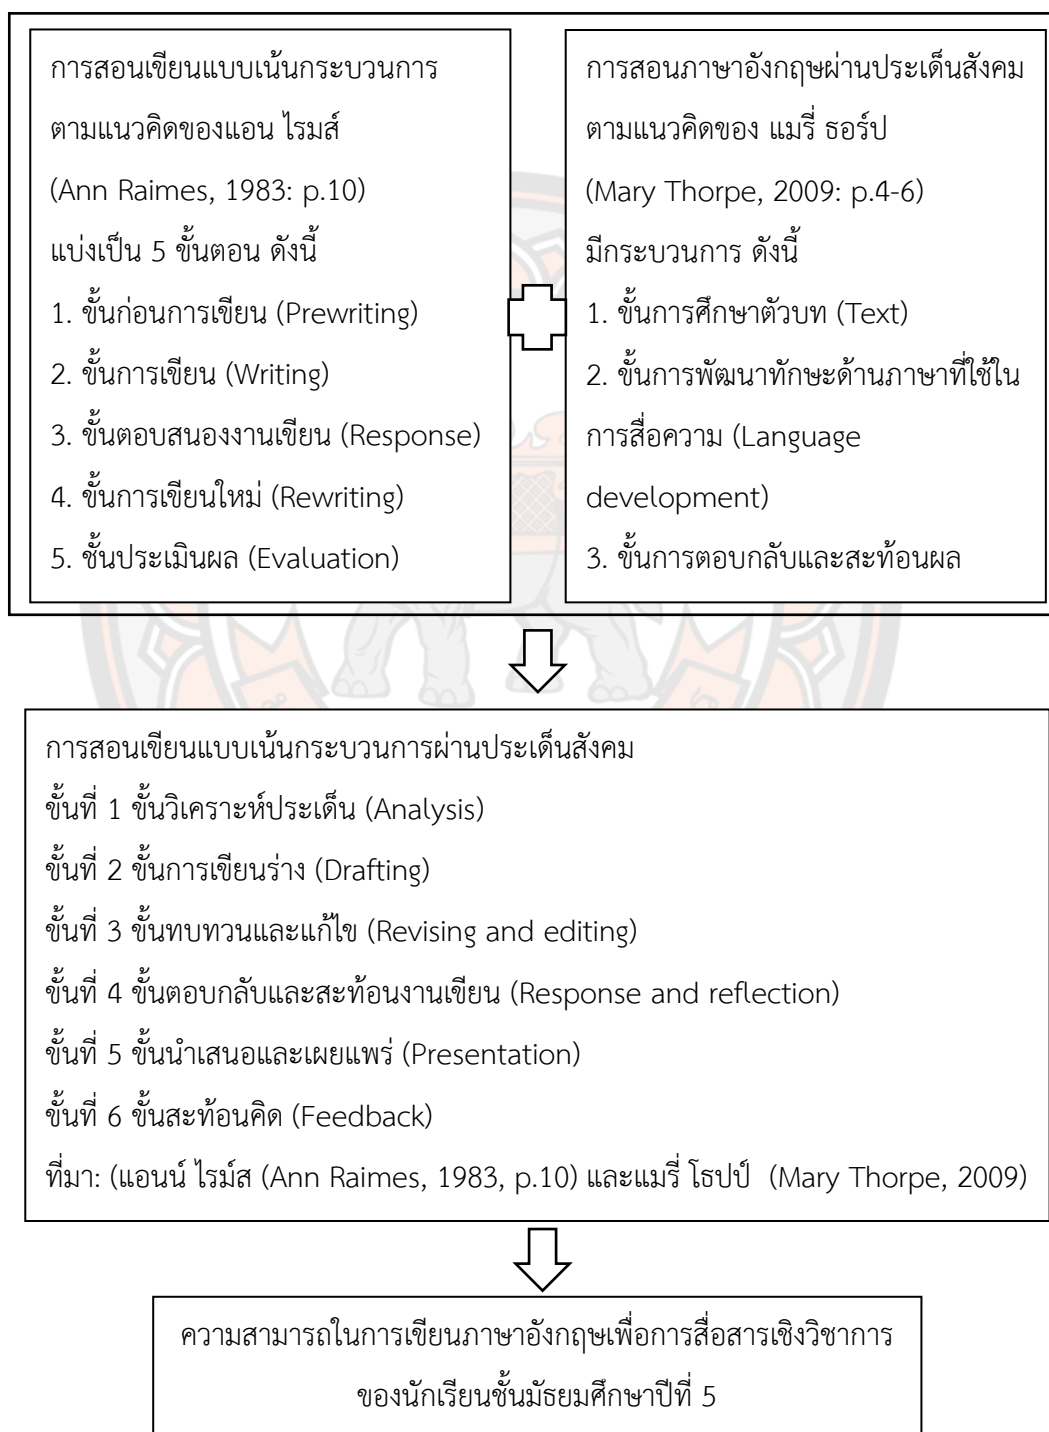 การสอนเขียนแบบเน้นกระบวนการ
ตามแนวคิดของแอน ไรมส์
(Ann Raimes, 1983: p.10)
แบ่งเป็น 5 ขั้นตอน ดังนี้
1. ขั้นก่อนการเขียน (Prewriting)
2. ขั้นการเขียน (Writing)
3. ขั้นตอบสนองงานเขียน (Response)
4. ขั้นการเขียนใหม่ (Rewriting)
5. ชั้นประเมินผล (Evaluation)
การสอนภาษาอังกฤษผ่านประเด็นสังคม
ตามแนวคิดของ แมรี่ ธอร์ป
(Mary Thorpe, 2009: p.4-6)
มีกระบวนการ ดังนี้
1. ขั้นการศึกษาตัวบท (Text)
2. ขั้นการพัฒนาทักษะด้านภาษาที่ใช้ใน
การสื่อความ (Language
development)
3. ขั้นการตอบกลับและสะท้อนผล
การสอนเขียนแบบเน้นกระบวนการผ่านประเด็นสังคม
ขั้นที่ 1 ขั้นวิเคราะห์ประเด็น (Analysis)
ขั้นที่ 2 ขั้นการเขียนร่าง (Drafting)
ขั้นที่ 3 ขั้นทบทวนและแก้ไข (Revising and editing)
ขั้นที่ 4 ขั้นตอบกลับและสะท้อนงานเขียน (Response and reflection)
ขั้นที่ 5 ขั้นนำเสนอและเผยแพร่ (Presentation)
ขั้นที่ 6 ขั้นสะท้อนคิด (Feedback)
ที่มา: (แอนน์ ไรม์ส (Ann Raimes, 1983, p.10) และแมรี่ โธปป์ (Mary Thorpe, 2009)
ความสามารถในการเขียนภาษาอังกฤษเพื่อการสื่อสารเชิงวิชาการ
ของนักเรียนชั้นมัธยมศึกษาปีที่ 5